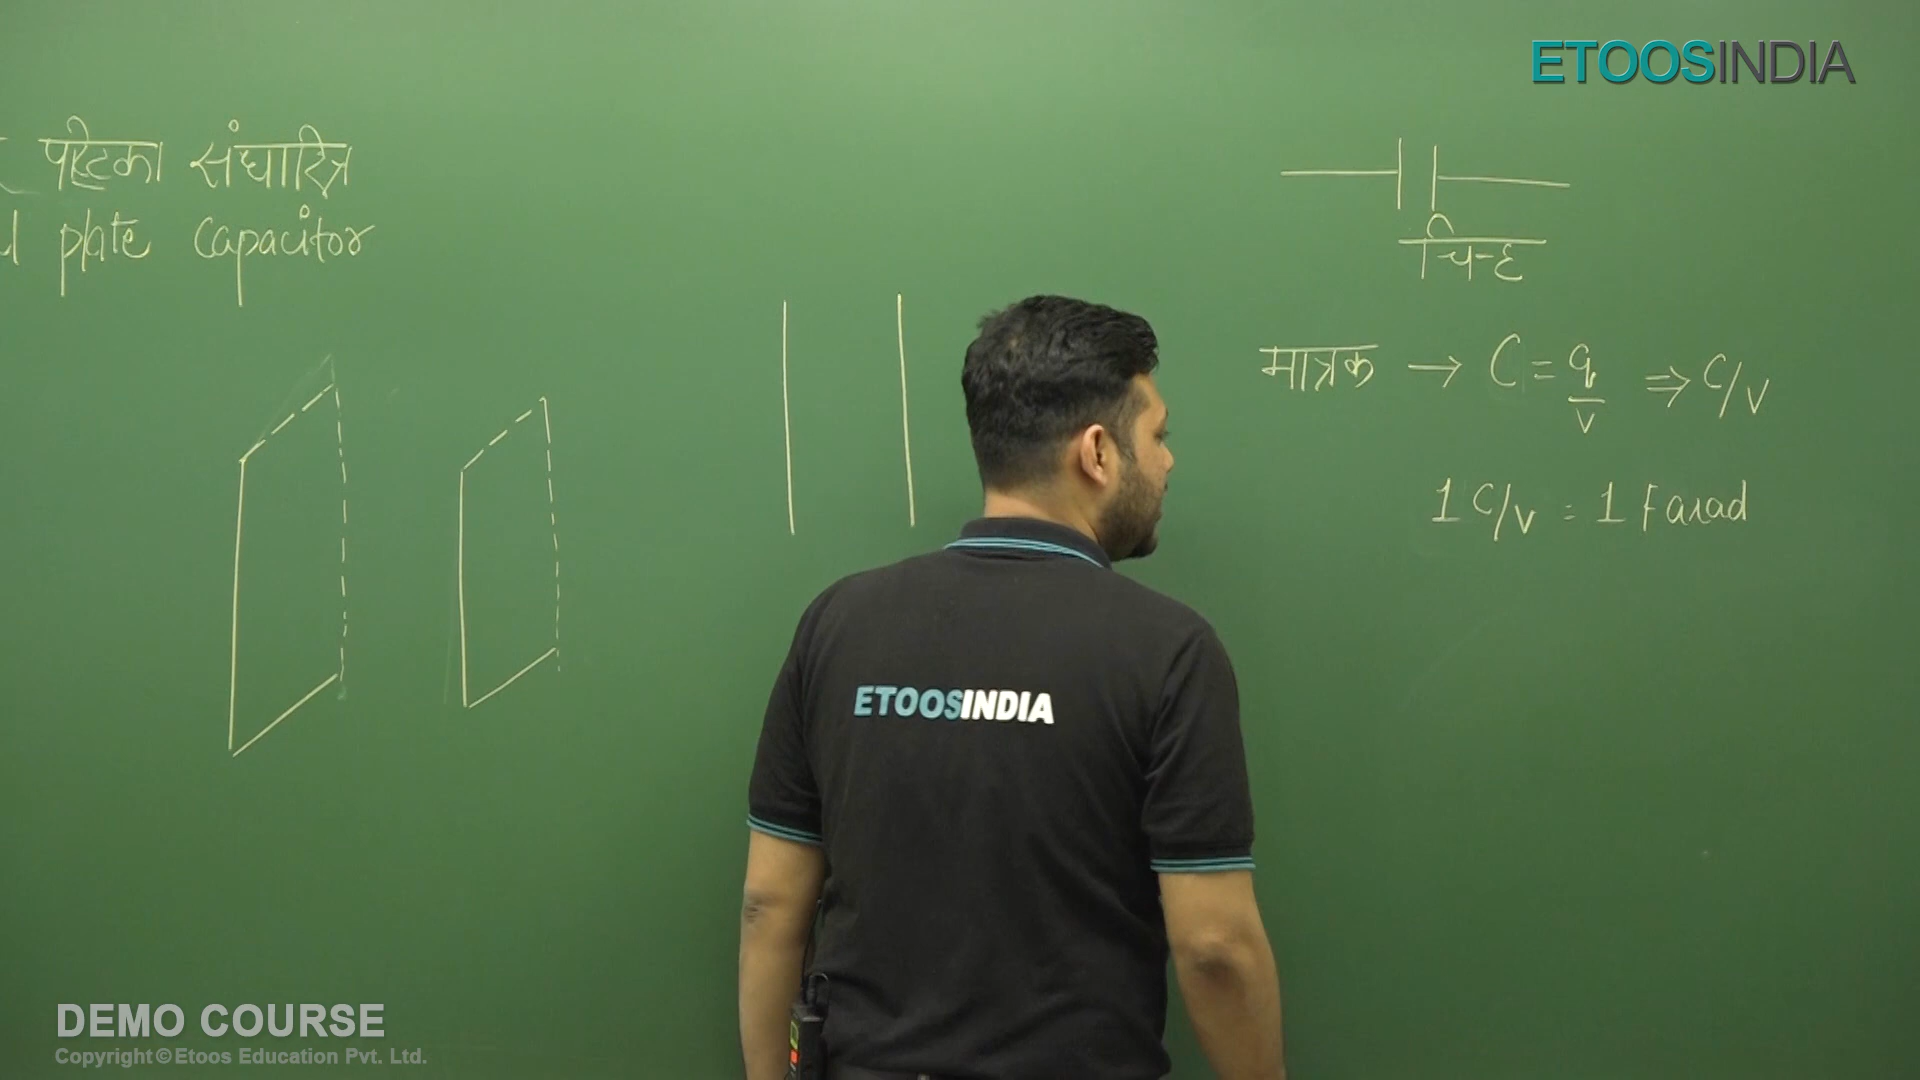 ETOOSINDIA
पट्टिका संधारित्र
plate capacitor
चिन्ह
मात्रक → C = q/v ⇒ C/V
1 C/V = 1 Farad
ETOOSINDIA
DEMO COURSE
Copyright © Etoos Education Pvt. Ltd.